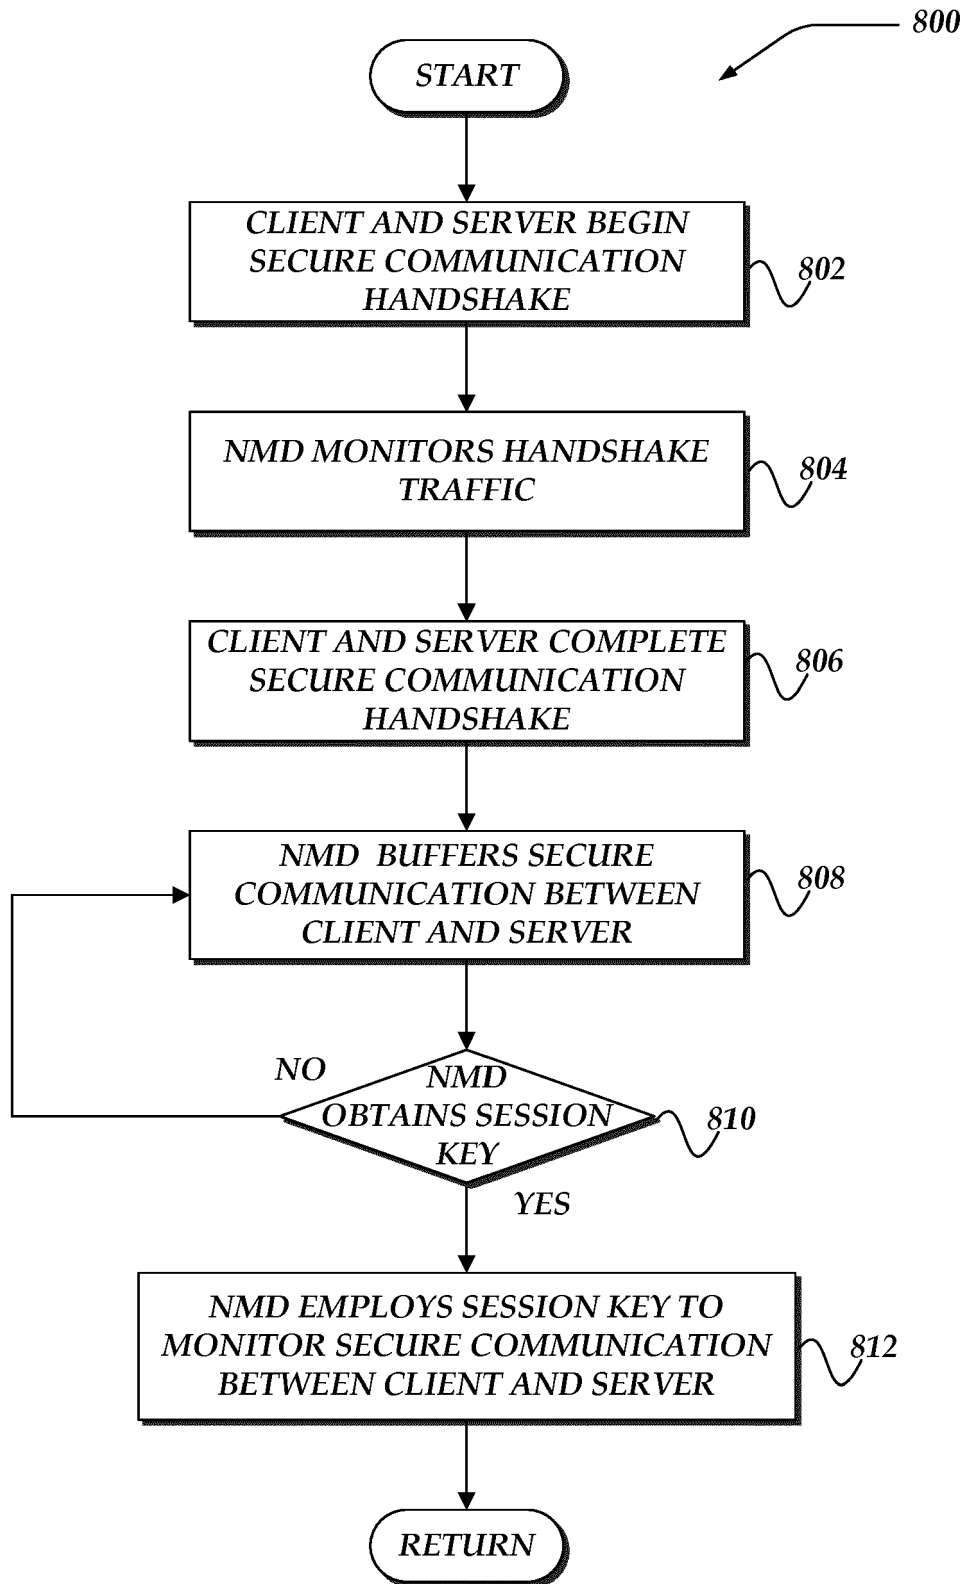 800
START
CLIENT AND SERVER BEGIN
SECURE COMMUNICATION
HANDSHAKE
802
NMD MONITORS HANDSHAKE
TRAFFIC
804
CLIENT AND SERVER COMPLETE
SECURE COMMUNICATION
HANDSHAKE
806
NMD BUFFERS SECURE
COMMUNICATION BETWEEN
CLIENT AND SERVER
808
NO
NMD
OBTAINS SESSION
KEY
810
YES
NMD EMPLOYS SESSION KEY TO
MONITOR SECURE COMMUNICATION
BETWEEN CLIENT AND SERVER
812
RETURN